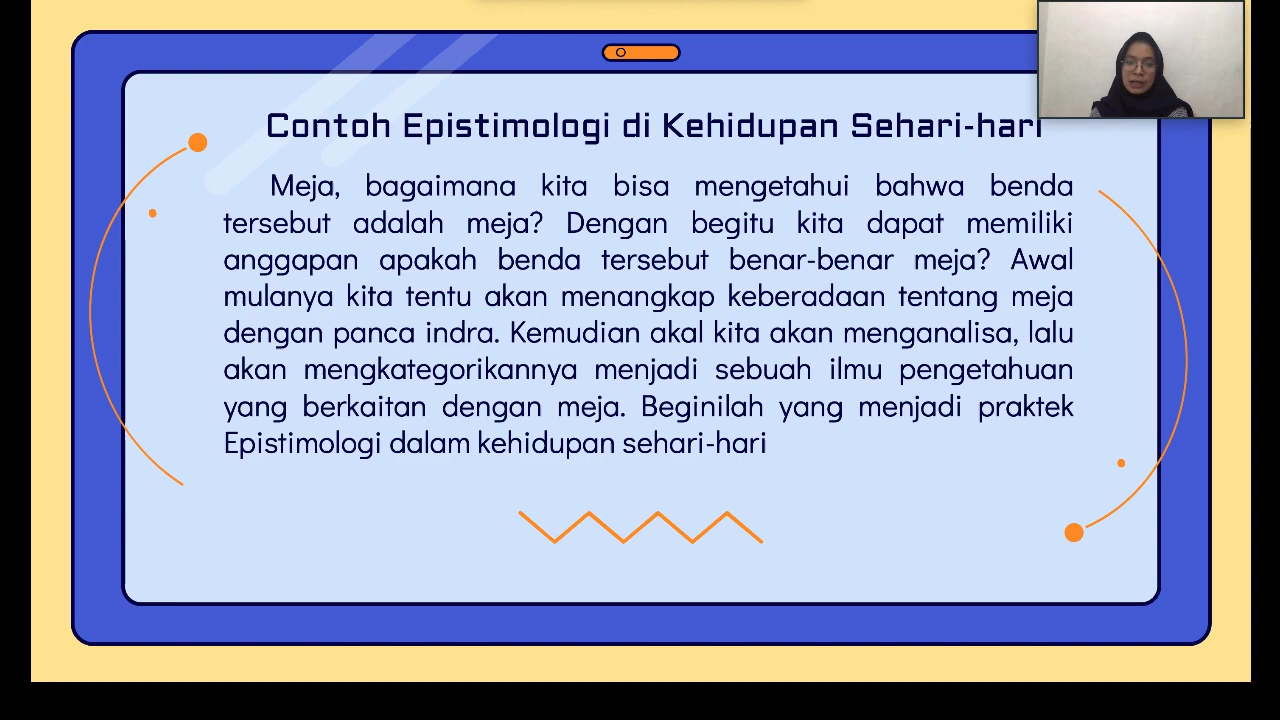 Contoh Epistimologi di Kehidupan Sehari-hari
Meja, bagaimana kita bisa mengetahui bahwa benda
tersebut adalah meja? Dengan begitu kita dapat memiliki
anggapan apakah benda tersebut benar-benar meja? Awal
mulanya kita tentu akan menangkap keberadaan tentang meja
dengan panca indra. Kemudian akal kita akan menganalisa, lalu
akan mengkategorikannya menjadi sebuah ilmu pengetahuan
yang berkaitan dengan meja. Beginilah yang menjadi praktek
Epistimologi dalam kehidupan sehari-hari